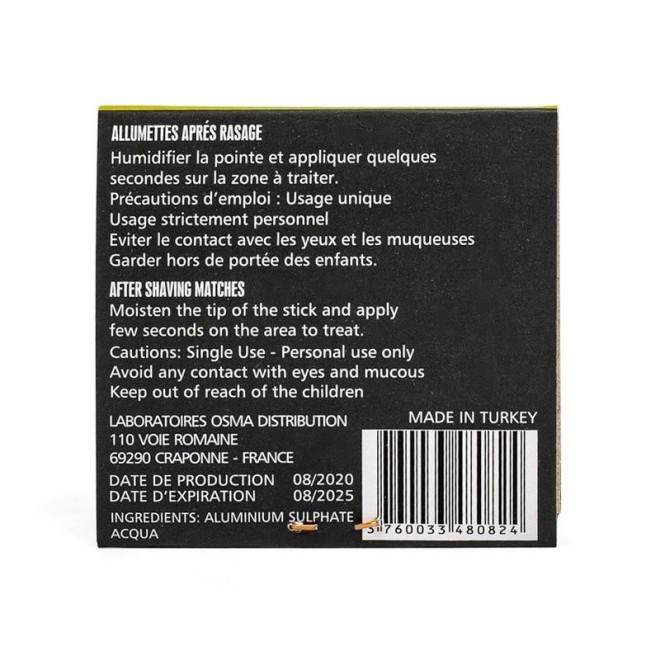 ALLUMETTES APRÉS RASAGE
Humidifier la pointe et appliquer quelques
secondes sur la zone à traiter.
Précautions d'emploi : Usage unique
Usage strictement personnel
Eviter le contact avec les yeux et les muqueuses
Garder hors de portée des enfants.
AFTER SHAVING MATCHES
Moisten the tip of the stick and apply
few seconds on the area to treat.
Cautions: Single Use - Personal use only
Avoid any contact with eyes and mucous
Keep out of reach of the children
LABORATOIRES OSMA DISTRIBUTION
110 VOIE ROMAINE
69290 CRAPONNE - FRANCE
MADE IN TURKEY
DATE DE PRODUCTION 08/2020
DATE D'EXPIRATION 08/2025
INGREDIENTS: ALUMINIUM SULPHATE
ACQUA
3 760033 480824